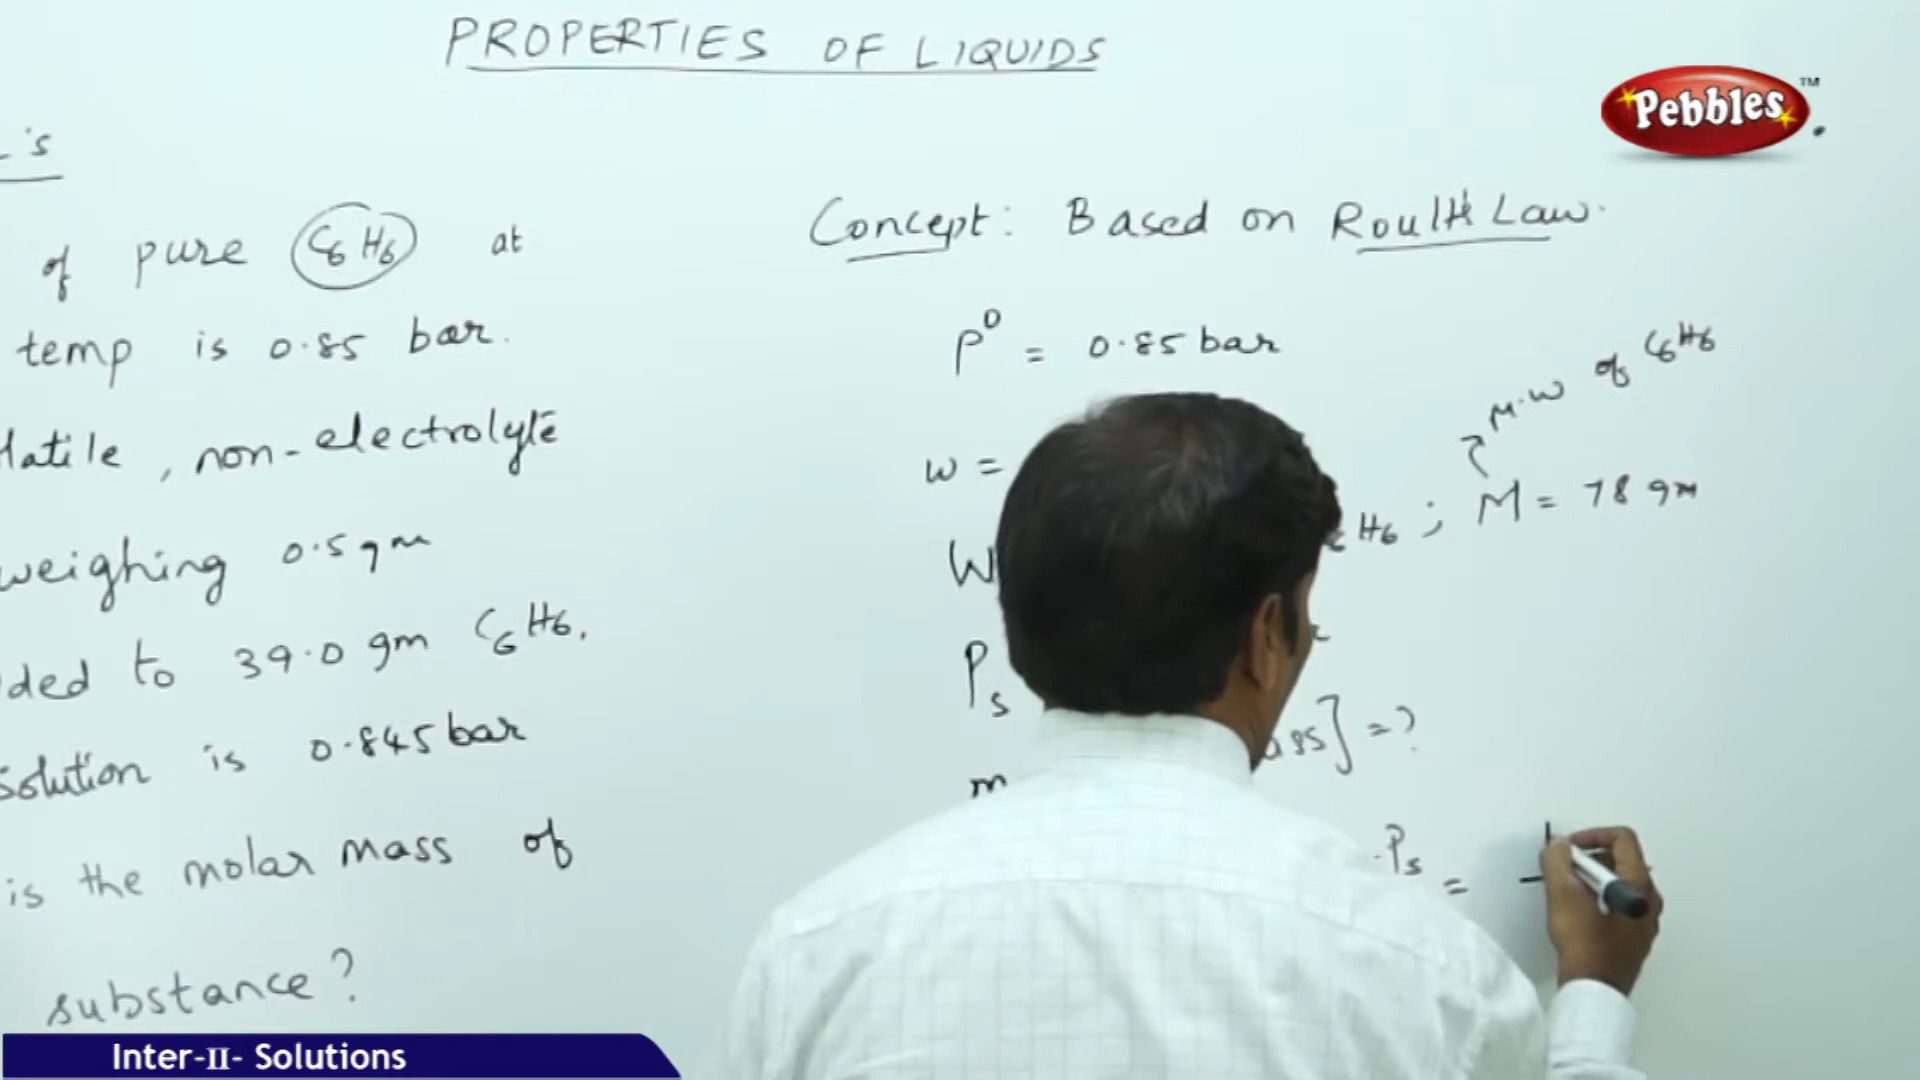 PROPERTIES OF LIQUIDS
Pebbles TM
's
of pure C6H6 at
temp is 0.85 bar.
latile, non-electrolyte
weighing 0.5 gm
ded to 39.0 gm C6H6.
solution is 0.845 bar
is the molar mass of
substance?
Concept: Based on Roulth Law.
P0 = 0.85 bar
M.W of C6H6
w =
W H6 ; M = 78 gm
Ps
m ass] = ?
.Ps =
Inter-II- Solutions